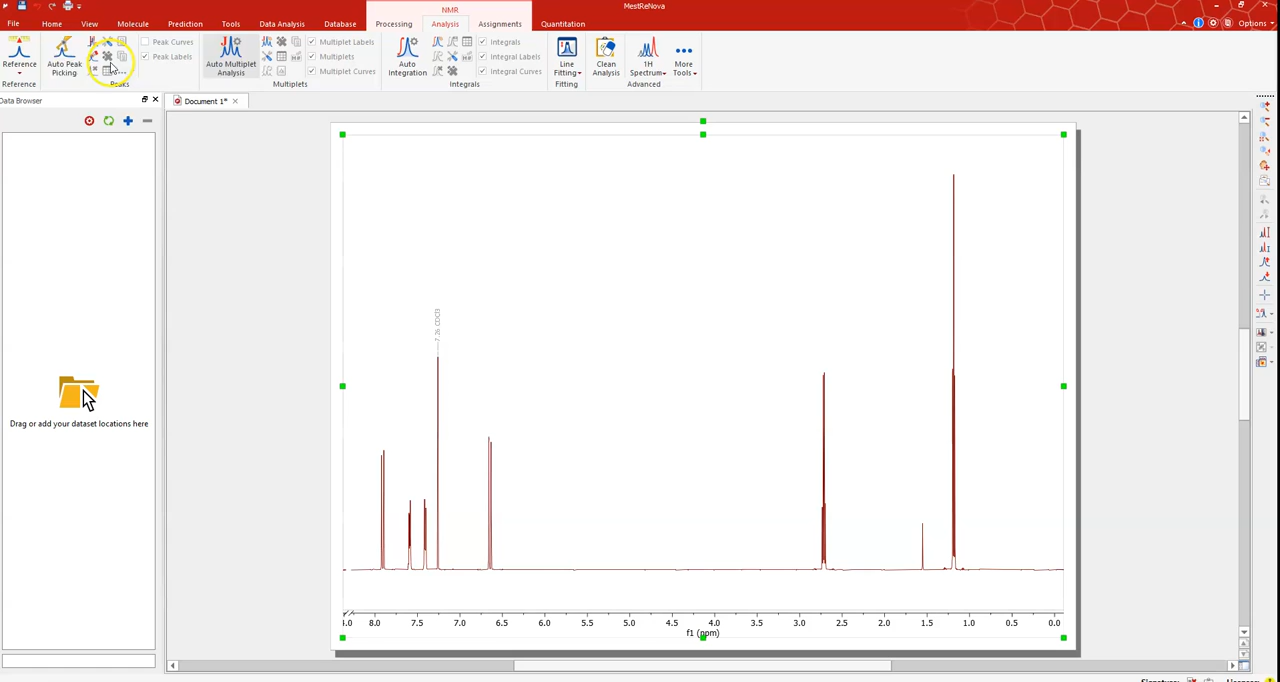 MestReNova
NMR
File Home View Molecule Prediction Tools Data Analysis Database Processing Analysis Assignments Quantitation Options
Reference
Auto Peak Picking
Peak Curves
Peak Labels
Auto Multiplet Analysis
Multiplet Labels
Multiplets
Multiplet Curves
Auto Integration
Integrals
Integral Labels
Integral Curves
Line Fitting
Clean Analysis
1H Spectrum
More Tools
Reference Peaks Multiplets Integrals Fitting Advanced
Data Browser
Document 1*
7.26 CDCl3
Drag or add your dataset locations here
8.0 7.5 7.0 6.5 6.0 5.5 5.0 4.5 4.0 3.5 3.0 2.5 2.0 1.5 1.0 0.5 0.0
f1 (ppm)